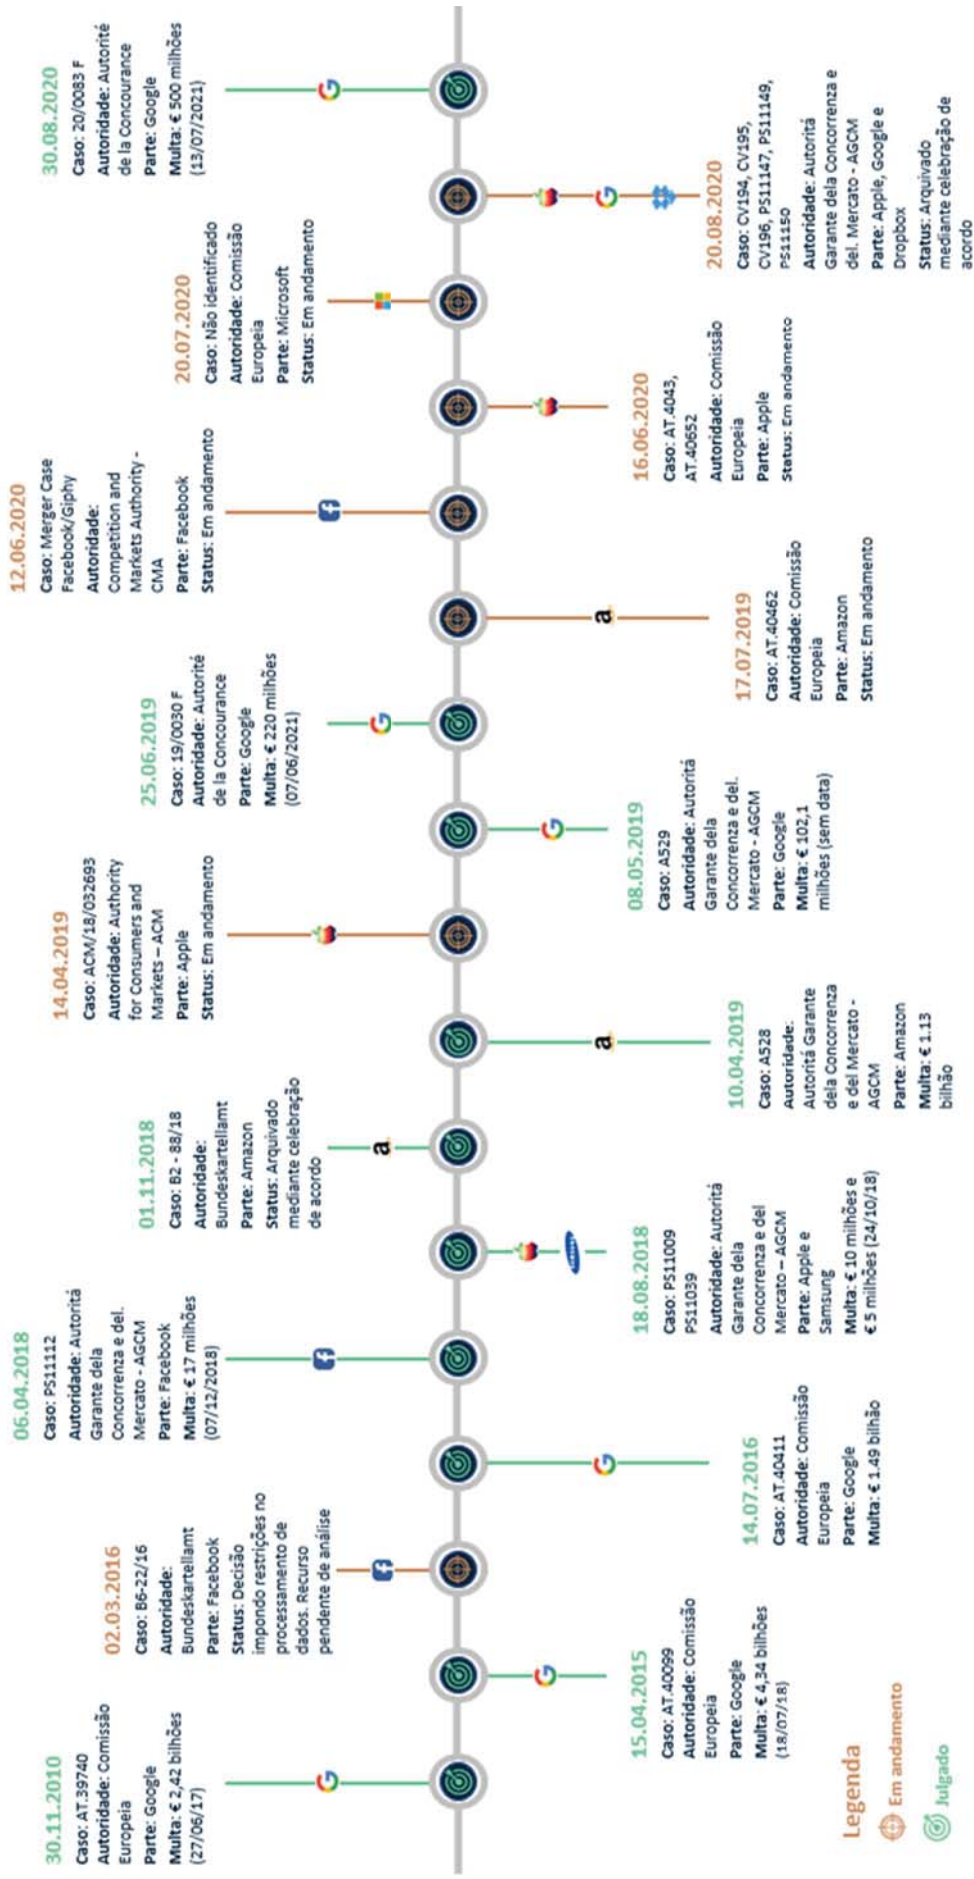 30.11.2010
Caso: AT.39740
Autoridade: Comissão
Europeia
Parte: Google
Multa: € 2,42 bilhões
(27/06/17)
15.04.2015
Caso: AT.40099
Autoridade: Comissão
Europeia
Parte: Google
Multa: € 4,34 bilhões
(18/07/18)
02.03.2016
Caso: B6-22/16
Autoridade:
Bundeskartellamt
Parte: Facebook
Status: Decisão
impondo restrições no
processamento de
dados. Recurso
pendente de análise
14.07.2016
Caso: AT.40411
Autoridade: Comissão
Europeia
Parte: Google
Multa: € 1.49 bilhão
06.04.2018
Caso: PS11112
Autoridade: Autoritá
Garante dela
Concorrenza e del.
Mercato - AGCM
Parte: Facebook
Multa: € 17 milhões
(07/12/2018)
18.08.2018
Caso: PS11009
PS11039
Autoridade: Autoritá
Garante dela
Concorrenza e del
Mercato – AGCM
Parte: Apple e
Samsung
Multa: € 10 milhões e
€ 5 milhões (24/10/18)
SAMSUNG
01.11.2018
Caso: B2 - 88/18
Autoridade:
Bundeskartellamt
Parte: Amazon
Status: Arquivado
mediante celebração
de acordo
a
10.04.2019
Caso: A528
Autoridade:
Autoritá Garante
dela Concorrenza
e del Mercato -
AGCM
Parte: Amazon
Multa: € 1.13
bilhão
a
14.04.2019
Caso: ACM/18/032693
Autoridade: Authority
for Consumers and
Markets – ACM
Parte: Apple
Status: Em andamento
08.05.2019
Caso: A529
Autoridade: Autoritá
Garante dela
Concorrenza e del.
Mercato - AGCM
Parte: Google
Multa: € 102,1
milhões (sem data)
25.06.2019
Caso: 19/0030 F
Autoridade: Autorité
de la Concourance
Parte: Google
Multa: € 220 milhões
(07/06/2021)
17.07.2019
Caso: AT.40462
Autoridade: Comissão
Europeia
Parte: Amazon
Status: Em andamento
a
12.06.2020
Caso: Merger Case
Facebook/Giphy
Autoridade:
Competition and
Markets Authority -
CMA
Parte: Facebook
Status: Em andamento
16.06.2020
Caso: AT.4043,
AT.40652
Autoridade: Comissão
Europeia
Parte: Apple
Status: Em andamento
20.07.2020
Caso: Não identificado
Autoridade: Comissão
Europeia
Parte: Microsoft
Status: Em andamento
20.08.2020
Caso: CV194, CV195,
CV196, PS11147, PS11149,
PS11150
Autoridade: Autoritá
Garante dela Concorrenza e
del. Mercato - AGCM
Parte: Apple, Google e
Dropbox
Status: Arquivado
mediante celebração de
acordo
30.08.2020
Caso: 20/0083 F
Autoridade: Autorité
de la Concourance
Parte: Google
Multa: € 500 milhões
(13/07/2021)
Legenda
Em andamento
Julgado